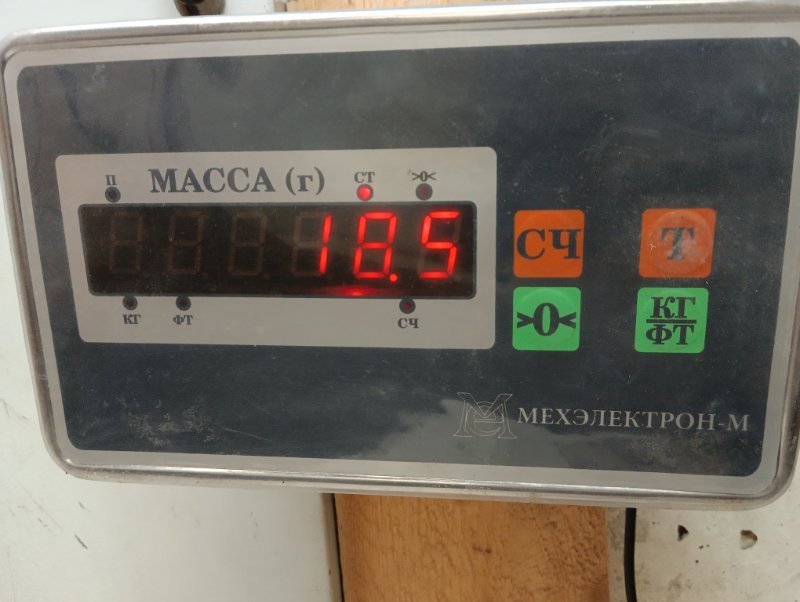 П МАССА (г) СТ >0<
18.5
КГ ФТ СЧ
СЧ Т
>0< КГ
ФТ
МЕХЭЛЕКТРОН-М